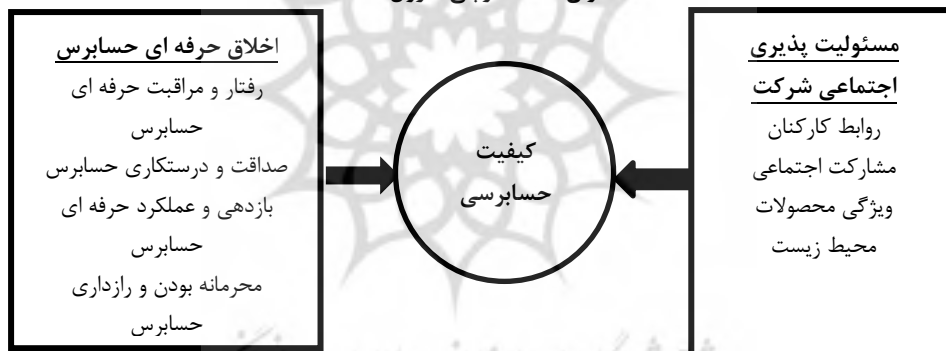 مسئولیت پذیری
اجتماعی شرکت
روابط کارکنان
مشارکت اجتماعی
ویژگی محصولات
محیط زیست
کیفیت
حسابرسی
اخلاق حرفه ای حسابرس
رفتار و مراقبت حرفه ای
حسابرس
صداقت و درستکاری حسابرس
بازدهی و عملکرد حرفه ای
حسابرس
محرمانه بودن و رازداری
حسابرس